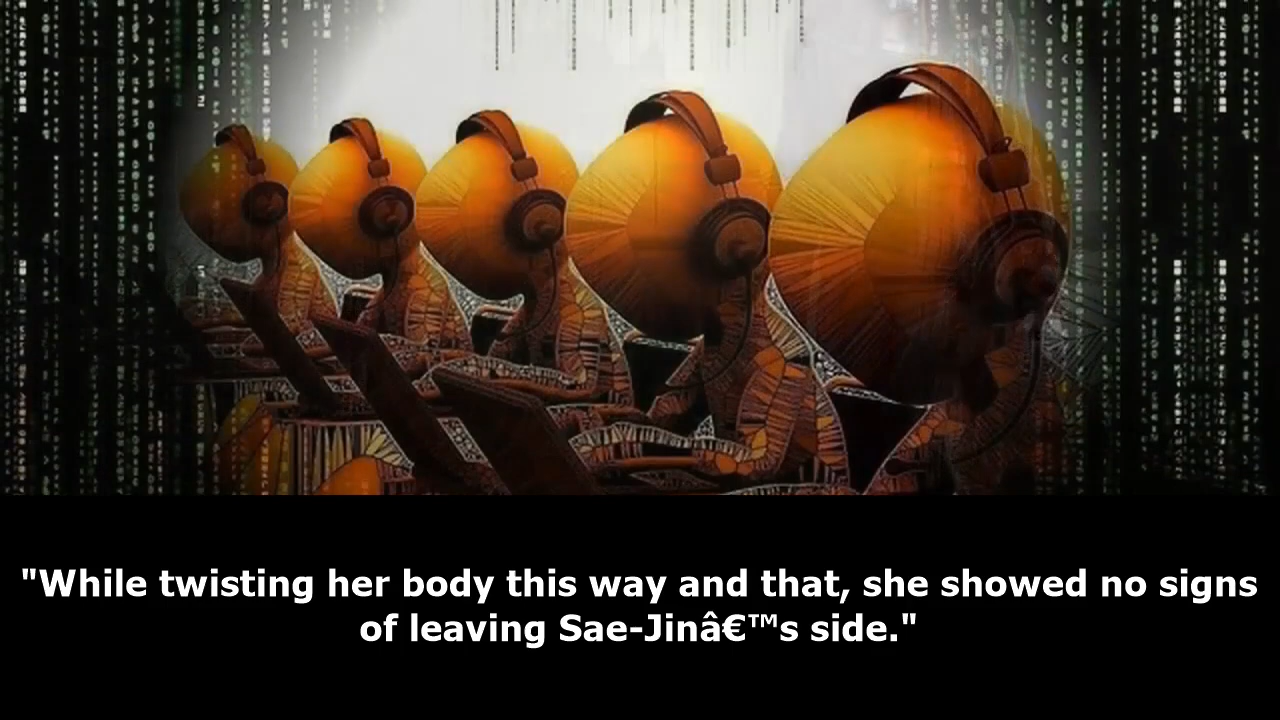 "While twisting her body this way and that, she showed no signs
of leaving Sae-Jinâ€™s side."